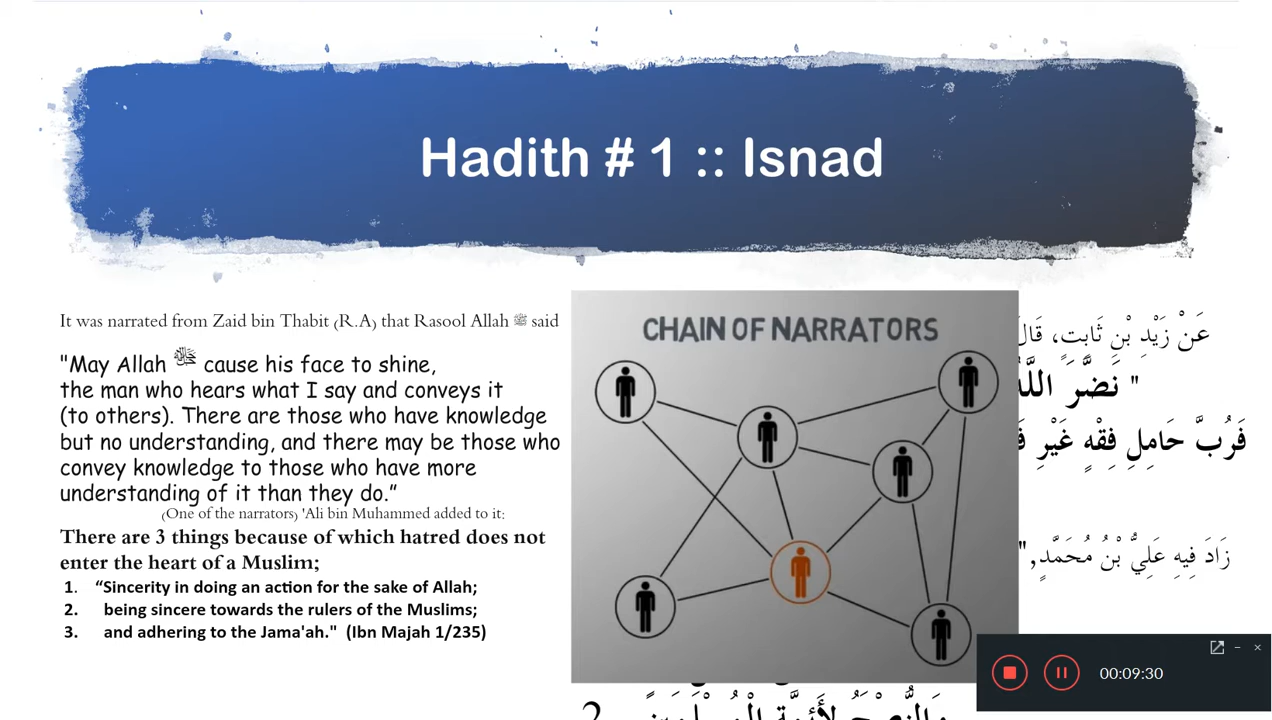 Hadith # 1 :: Isnad
It was narrated from Zaid bin Thabit (R.A) that Rasool Allah ﷺ said
"May Allah ﷻ cause his face to shine,
the man who hears what I say and conveys it
(to others). There are those who have knowledge
but no understanding, and there may be those who
convey knowledge to those who have more
understanding of it than they do.”
(One of the narrators) 'Ali bin Muhammed added to it:
There are 3 things because of which hatred does not
enter the heart of a Muslim;
1. “Sincerity in doing an action for the sake of Allah;
2. being sincere towards the rulers of the Muslims;
3. and adhering to the Jama'ah." (Ibn Majah 1/235)
CHAIN OF NARRATORS
عَنْ زَيْدِ بْنِ ثَابِتٍ، قَالَ
" نَضَّرَ اللَّهُ
فَرُبَّ حَامِلِ فِقْهٍ غَيْرِ
زَادَ فِيهِ عَلِيُّ بْنُ مُحَمَّدٍ,"
2 وَالنُّصْحُ لأَئِمَّةِ الْمُسْلِمِينَ
00:09:30